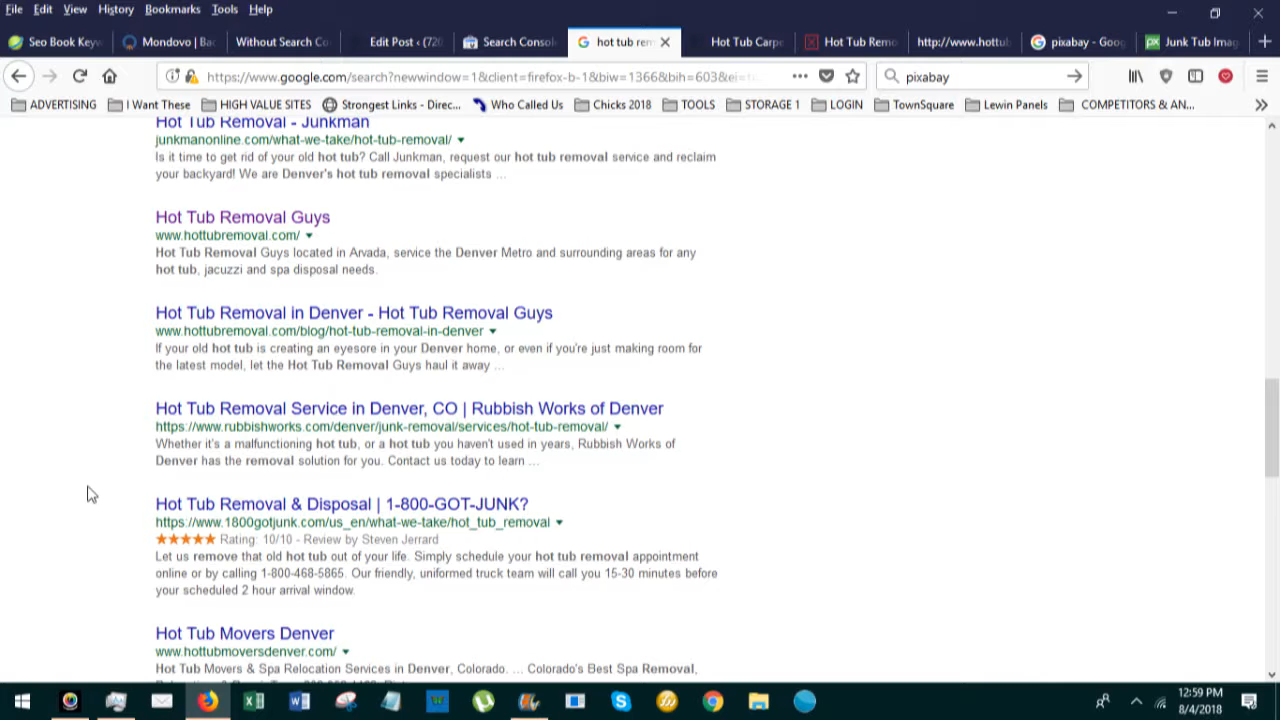 File Edit View History Bookmarks Tools Help
Seo Book Keyw Mondovo | Bac Without Search Co Edit Post ‹ (720 Search Consol hot tub rem Hot Tub Carpe Hot Tub Remo http://www.hottub pixabay - Goog Junk Tub Imag
https://www.google.com/search?newwindow=1&client=firefox-b-1&biw=1366&bih=603&ei= pixabay
ADVERTISING I Want These HIGH VALUE SITES Strongest Links - Direc... Who Called Us Chicks 2018 TOOLS STORAGE 1 LOGIN TownSquare Lewin Panels COMPETITORS & AN...
Hot Tub Removal - Junkman
junkmanonline.com/what-we-take/hot-tub-removal/
Is it time to get rid of your old hot tub? Call Junkman, request our hot tub removal service and reclaim
your backyard! We are Denver's hot tub removal specialists ...
Hot Tub Removal Guys
www.hottubremoval.com/
Hot Tub Removal Guys located in Arvada, service the Denver Metro and surrounding areas for any
hot tub, jacuzzi and spa disposal needs.
Hot Tub Removal in Denver - Hot Tub Removal Guys
www.hottubremoval.com/blog/hot-tub-removal-in-denver
If your old hot tub is creating an eyesore in your Denver home, or even if you're just making room for
the latest model, let the Hot Tub Removal Guys haul it away ...
Hot Tub Removal Service in Denver, CO | Rubbish Works of Denver
https://www.rubbishworks.com/denver/junk-removal/services/hot-tub-removal/
Whether it's a malfunctioning hot tub, or a hot tub you haven't used in years, Rubbish Works of
Denver has the removal solution for you. Contact us today to learn ...
Hot Tub Removal & Disposal | 1-800-GOT-JUNK?
https://www.1800gotjunk.com/us_en/what-we-take/hot_tub_removal
Rating: 10/10 - Review by Steven Jerrard
Let us remove that old hot tub out of your life. Simply schedule your hot tub removal appointment
online or by calling 1-800-468-5865. Our friendly, uniformed truck team will call you 15-30 minutes before
your scheduled 2 hour arrival window.
Hot Tub Movers Denver
www.hottubmoversdenver.com/
Hot Tub Movers & Spa Relocation Services in Denver, Colorado. ... Colorado's Best Spa Removal,
12:59 PM
8/4/2018